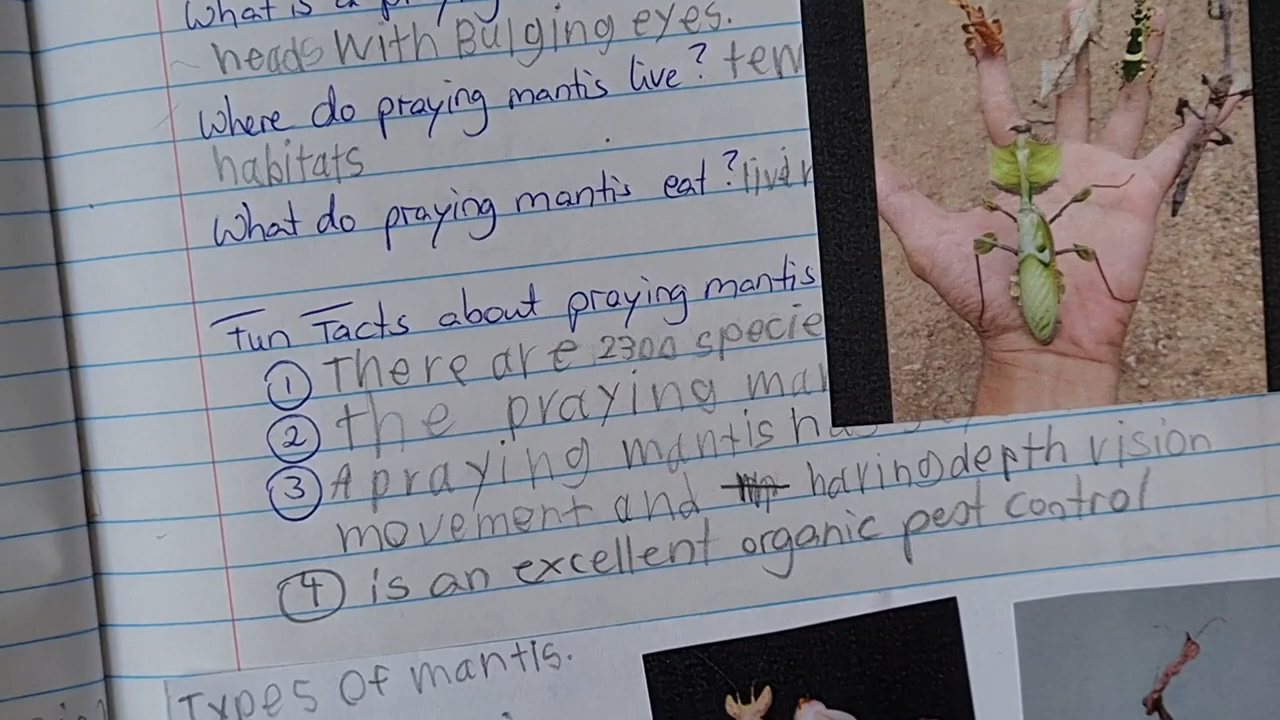 What is a
heads with Bulging eyes.
Where do praying mantis live?
habitats
What do praying mantis eat?
Fun Facts about praying mantis
① There are 2300 specie
② the praying
③ A praying mantis
movement and having depth vision
④ is an excellent organic pest control
Types of mantis.